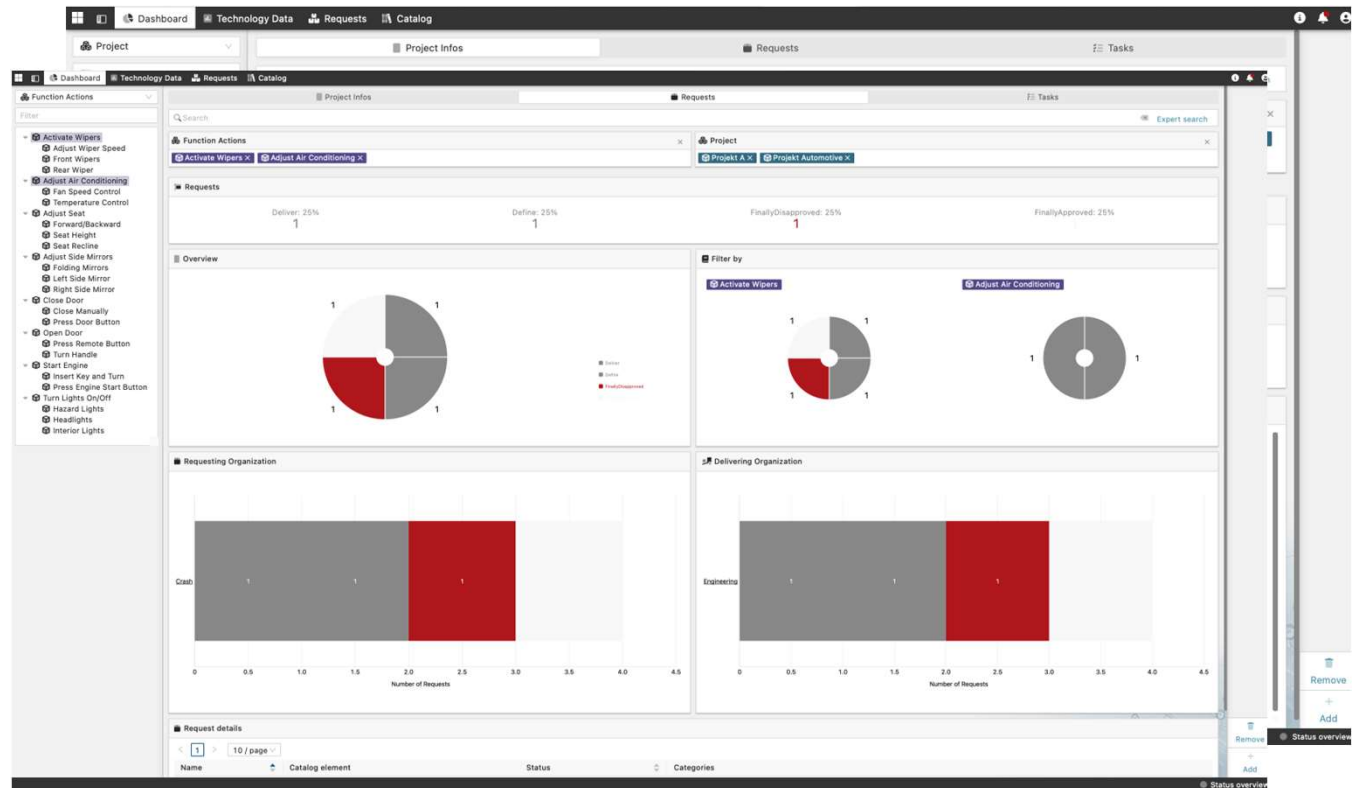 Dashboard Technology Data Requests Catalog
Project
Project Infos Requests Tasks
Dashboard Technology Data Requests Catalog
Function Actions
Project Infos Requests Tasks
Filter
Search Expert search
Activate Wipers
Adjust Wiper Speed
Front Wipers
Rear Wiper
Adjust Air Conditioning
Fan Speed Control
Temperature Control
Adjust Seat
Forward/Backward
Seat Height
Seat Recline
Adjust Side Mirrors
Folding Mirrors
Left Side Mirror
Right Side Mirror
Close Door
Close Manually
Press Door Button
Open Door
Press Remote Button
Turn Handle
Start Engine
Insert Key and Turn
Press Engine Start Button
Turn Lights On/Off
Hazard Lights
Headlights
Interior Lights
Function Actions
Activate Wipers × Adjust Air Conditioning ×
Project
Projekt A × Projekt Automotive ×
Requests
Deliver: 25% Define: 25% FinallyDisapproved: 25% FinallyApproved: 25%
1 1 1
Overview
1 1
1 1
Deliver
Define
FinallyDisapproved
Filter by
Activate Wipers Adjust Air Conditioning
1 1
1 1
1 1
Requesting Organization
Crash 1 1 1
0 0.5 1.0 1.5 2.0 2.5 3.0 3.5 4.0 4.5
Number of Requests
Delivering Organization
Engineering 1 1 1
0 0.5 1.0 1.5 2.0 2.5 3.0 3.5 4.0 4.5
Number of Requests
Request details
< 1 > 10 / page
Name Catalog element Status Categories
Remove
Add
Status overview
Remove
Add
Status overview